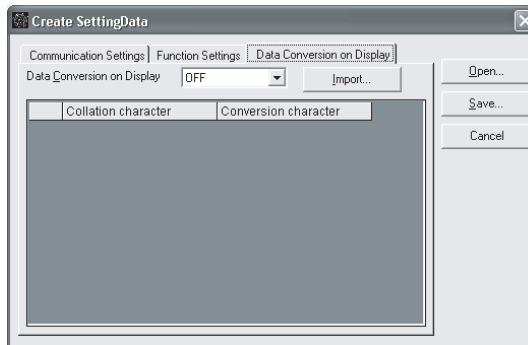 Create SettingData
Communication Settings Function Settings Data Conversion on Display
Data Conversion on Display OFF Import...
Collation character Conversion character
Open...
Save...
Cancel